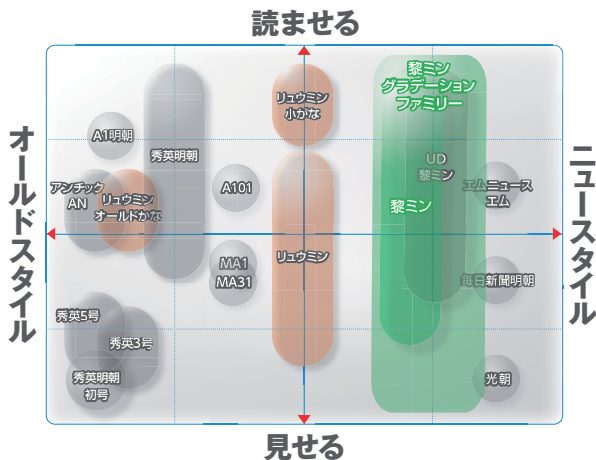 読ませる
オールドスタイル
ニュースタイル
黎ミン
グラデーション
ファミリー
リュウミン
小がな
A1明朝
秀英明朝
UD
黎ミン
アンチック
AN
リュウミン
オールドかな
A101
エムニュース
エム
黎ミン
リュウミン
MA1
MA31
毎日新聞明朝
秀英5号
秀英3号
秀英明朝
初号
光朝
見せる